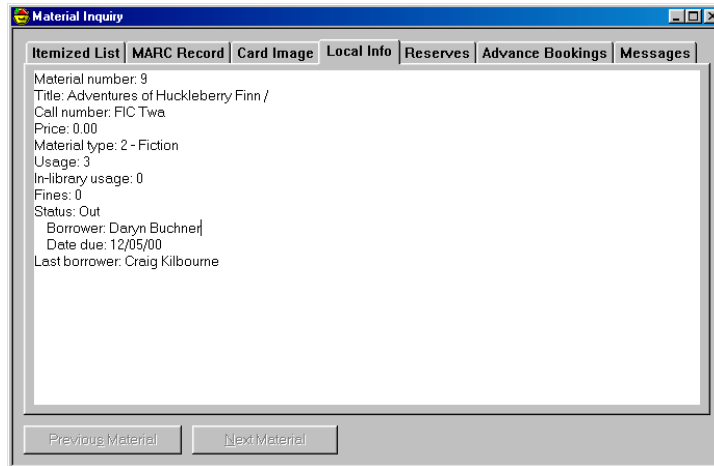 Material Inquiry
Itemized List MARC Record Card Image Local Info Reserves Advance Bookings Messages
Material number: 9
Title: Adventures of Huckleberry Finn /
Call number: FIC Twa
Price: 0.00
Material type: 2 - Fiction
Usage: 3
In-library usage: 0
Fines: 0
Status: Out
Borrower: Daryn Buchner
Date due: 12/05/00
Last borrower: Craig Kilbourne
Previous Material Next Material